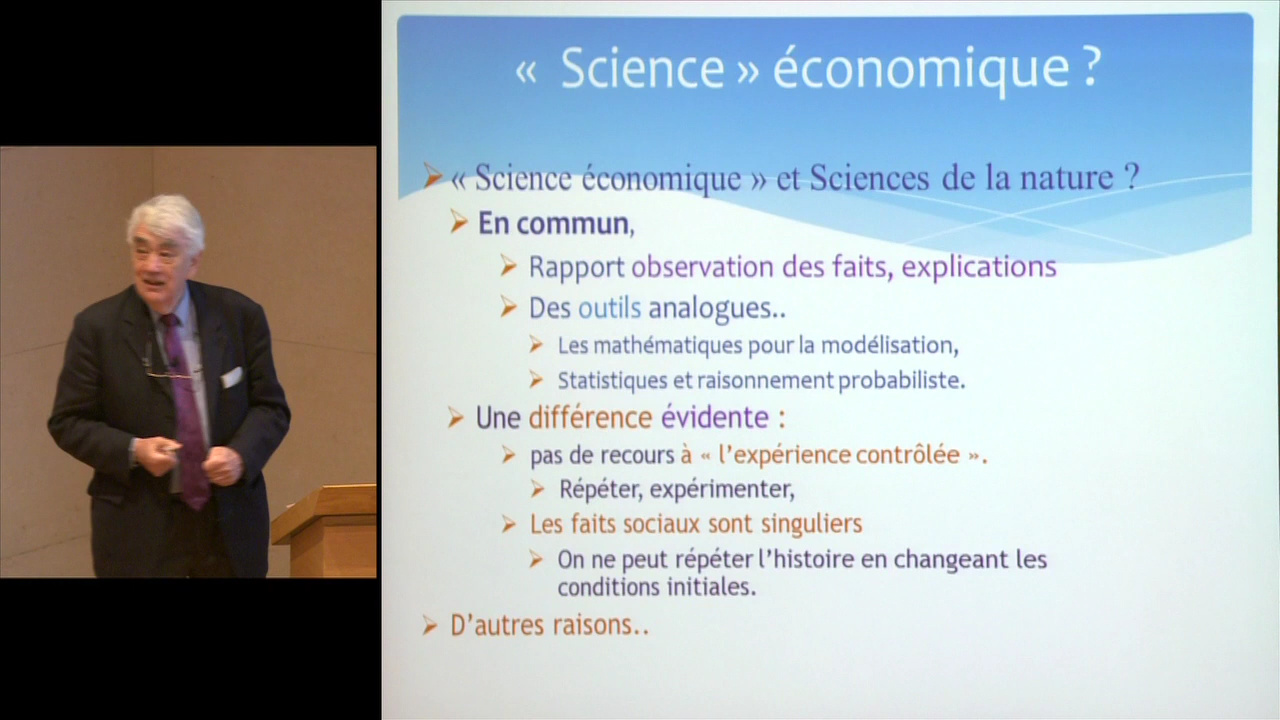 « Science » économique ?
« Science économique » et Sciences de la nature ?
En commun,
Rapport observation des faits, explications
Des outils analogues..
Les mathématiques pour la modélisation,
Statistiques et raisonnement probabiliste.
Une différence évidente :
pas de recours à « l’expérience contrôlée ».
Répéter, expérimenter,
Les faits sociaux sont singuliers
On ne peut répéter l’histoire en changeant les
conditions initiales.
D’autres raisons..